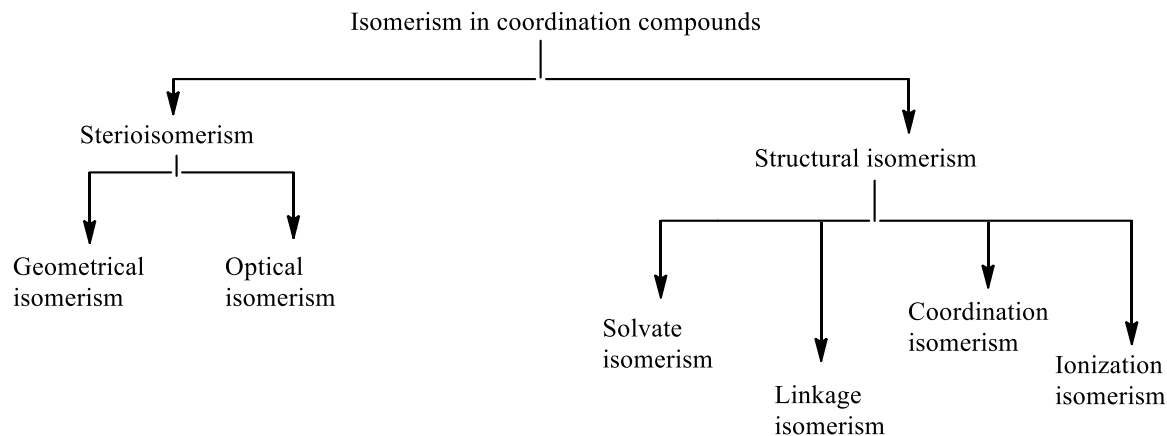 Isomerism in coordination compounds
Sterioisomerism
Structural isomerism
Geometrical
isomerism
Optical
isomerism
Solvate
isomerism
Linkage
isomerism
Coordination
isomerism
Ionization
isomerism